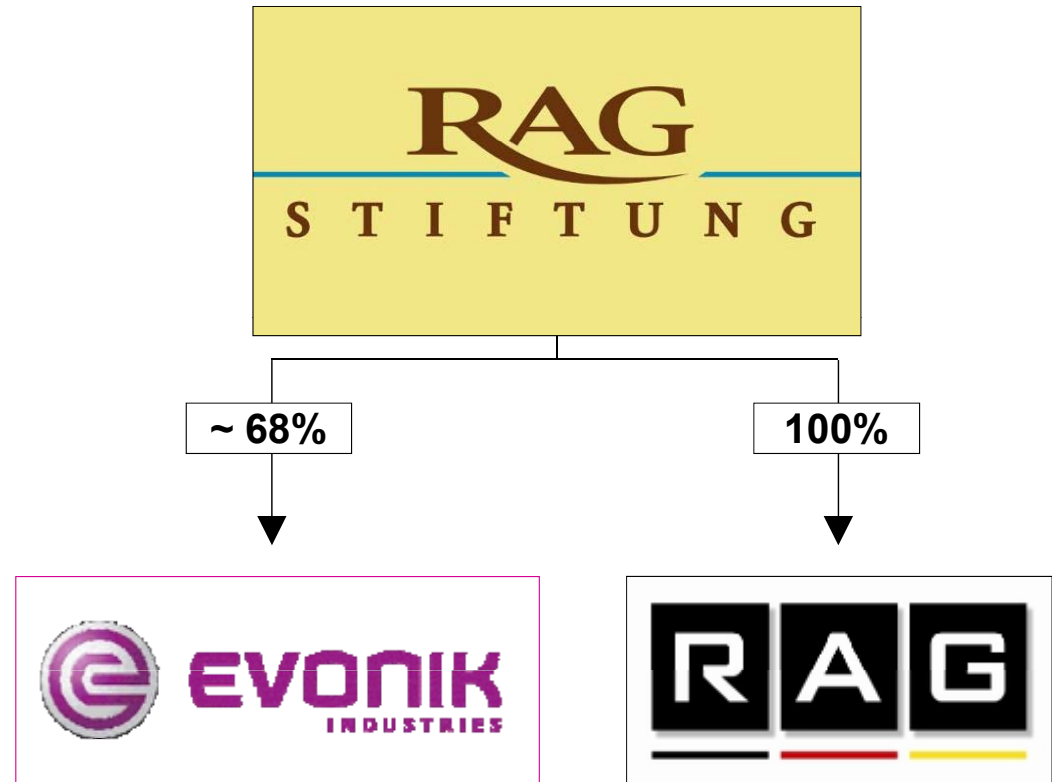 RAG
STIFTUNG
~ 68%
100%
EVONIK
INDUSTRIES
RAG